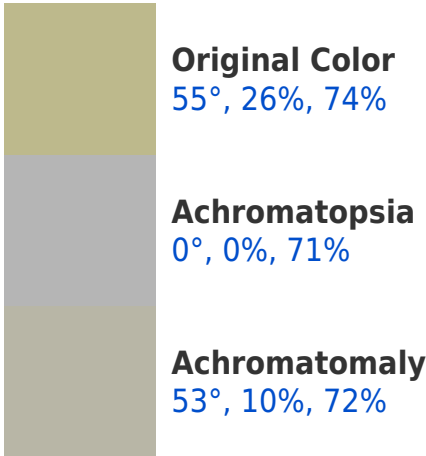 Original Color
55°, 26%, 74%
Achromatopsia
0°, 0%, 71%
Achromatomaly
53°, 10%, 72%